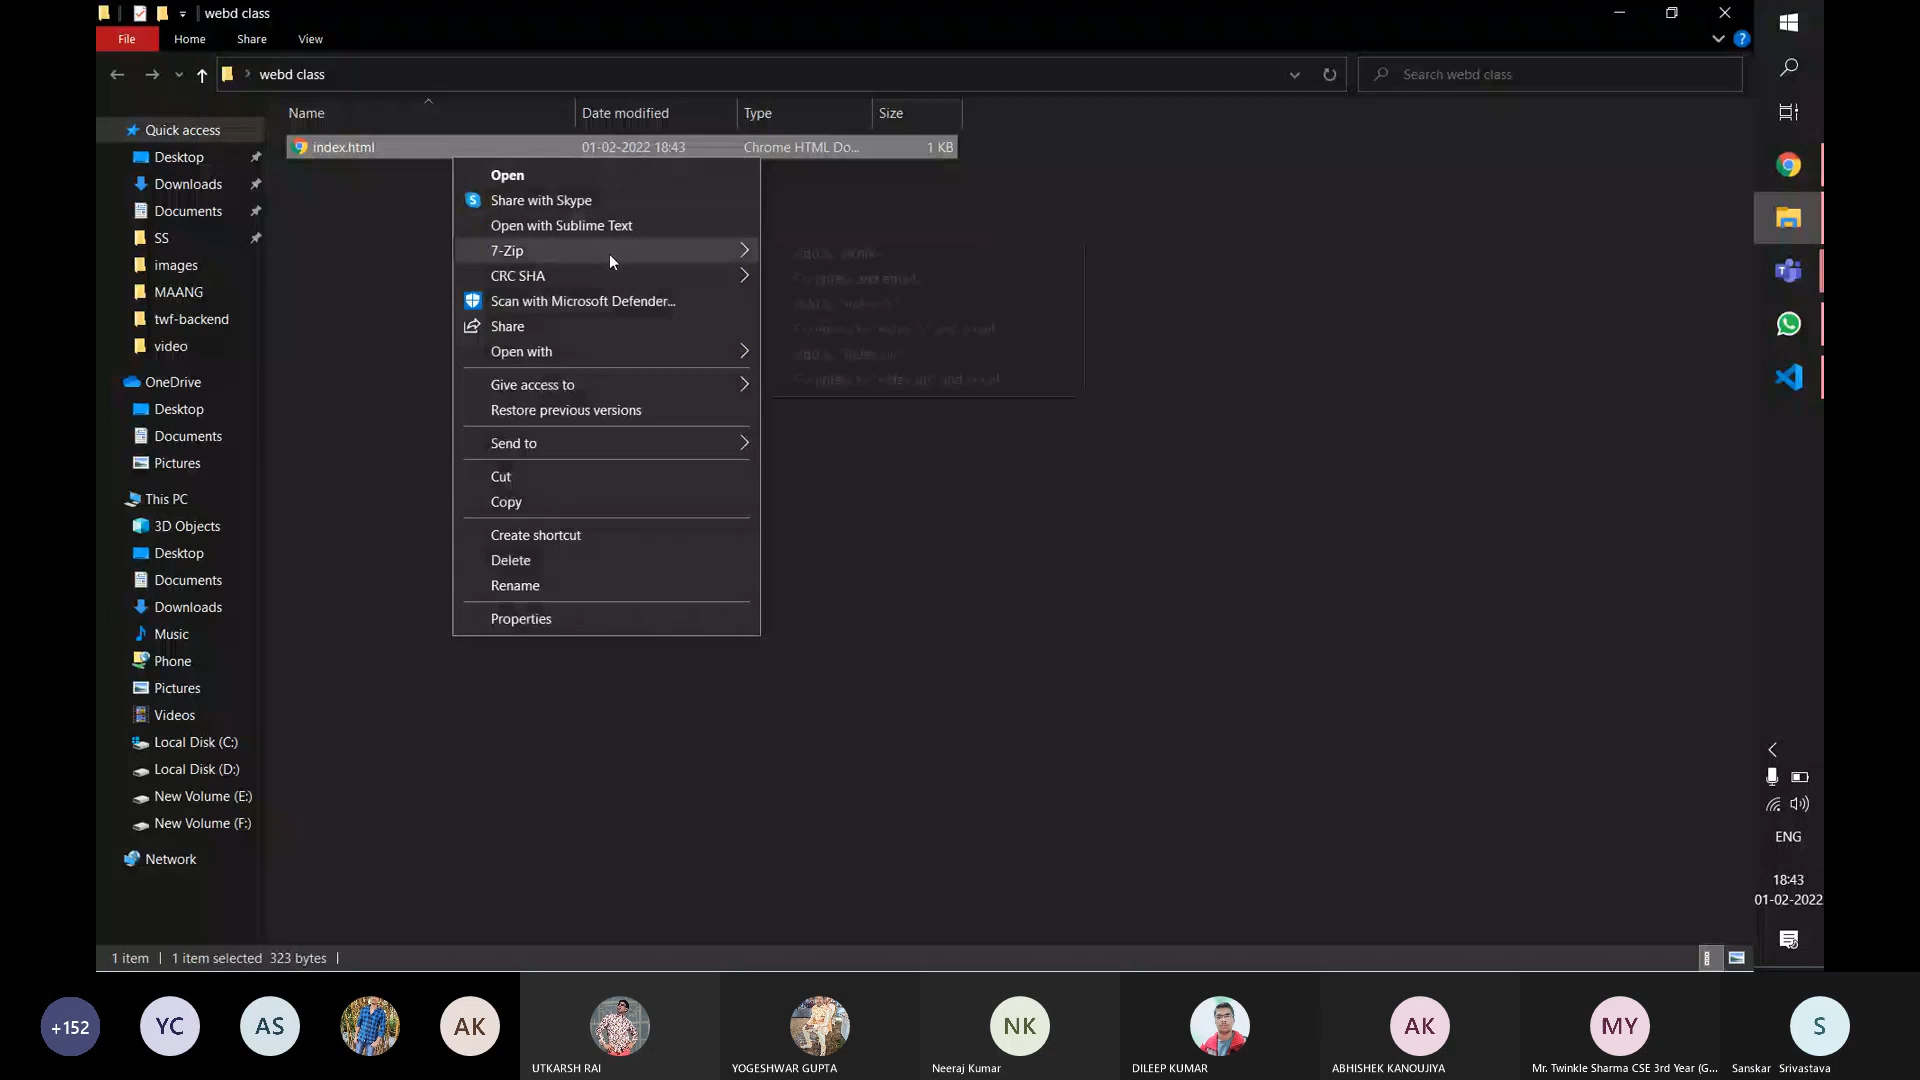 webd class
File Home Share View
webd class
Search webd class
Name Date modified Type Size
index.html 01-02-2022 18:43 Chrome HTML Do... 1 KB
Quick access
Desktop
Downloads
Documents
SS
images
MAANG
twf-backend
video
OneDrive
Desktop
Documents
Pictures
This PC
3D Objects
Desktop
Documents
Downloads
Music
Phone
Pictures
Videos
Local Disk (C:)
Local Disk (D:)
New Volume (E:)
New Volume (F:)
Network
Open
Share with Skype
Open with Sublime Text
7-Zip
CRC SHA
Scan with Microsoft Defender...
Share
Open with
Give access to
Restore previous versions
Send to
Cut
Copy
Create shortcut
Delete
Rename
Properties
ENG
18:43
01-02-2022
1 item 1 item selected 323 bytes
+152 YC AS AK NK AK MY S
UTKARSH RAI YOGESHWAR GUPTA Neeraj Kumar DILEEP KUMAR ABHISHEK KANOUJIYA Mr. Twinkle Sharma CSE 3rd Year (G... Sanskar Srivastava